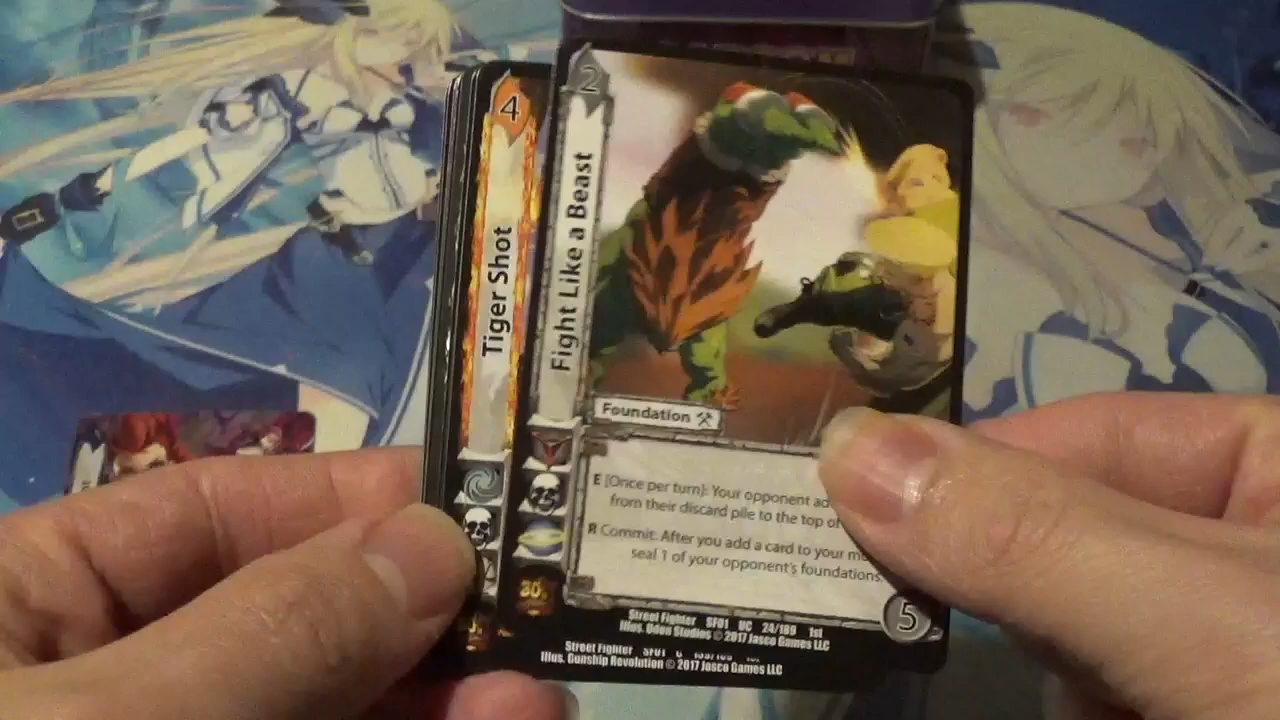 4
Tiger Shot
2
Fight Like a Beast
Foundation
E [Once per turn]: Your opponent
from their discard pile to the top of
R Commit: After you add a card to your
seal 1 of your opponent's foundations.
5
30
Street Fighter SF01 UC 24/189 1st
Illus. Udon Studios © 2017 Jasco Games LLC
Street Fighter SF01
Illus. Gunship Revolution © 2017 Jasco Games LLC